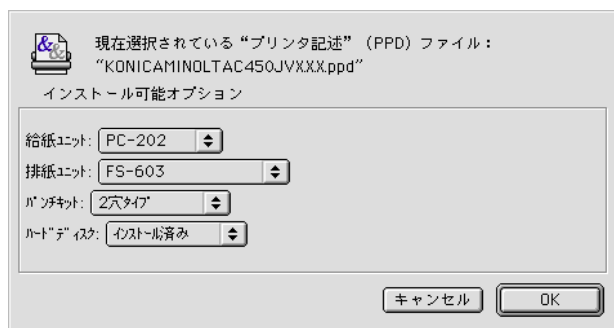 現在選択されている“プリンタ記述”（PPD）ファイル：
“KONICAMINOLTAC450JVXXX.ppd”
インストール可能オプション
給紙ユニット: PC-202
排紙ユニット: FS-603
パンチキット: 2穴タイプ
ハードディスク: インストール済み
キャンセル OK